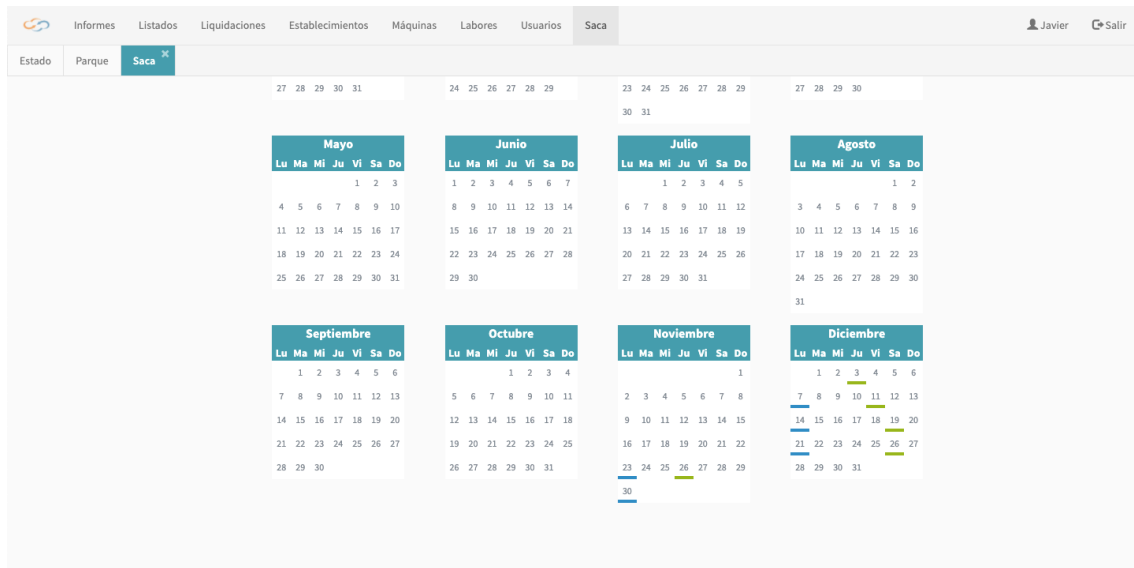 Informes Listados Liquidaciones Establecimientos Máquinas Labores Usuarios Saca Javier Salir
Estado Parque Saca ×
27 28 29 30 31
24 25 26 27 28 29
23 24 25 26 27 28 29
30 31
27 28 29 30
Mayo
Lu Ma Mi Ju Vi Sa Do
1 2 3
4 5 6 7 8 9 10
11 12 13 14 15 16 17
18 19 20 21 22 23 24
25 26 27 28 29 30 31
Junio
Lu Ma Mi Ju Vi Sa Do
1 2 3 4 5 6 7
8 9 10 11 12 13 14
15 16 17 18 19 20 21
22 23 24 25 26 27 28
29 30
Julio
Lu Ma Mi Ju Vi Sa Do
1 2 3 4 5
6 7 8 9 10 11 12
13 14 15 16 17 18 19
20 21 22 23 24 25 26
27 28 29 30 31
Agosto
Lu Ma Mi Ju Vi Sa Do
1 2
3 4 5 6 7 8 9
10 11 12 13 14 15 16
17 18 19 20 21 22 23
24 25 26 27 28 29 30
31
Septiembre
Lu Ma Mi Ju Vi Sa Do
1 2 3 4 5 6
7 8 9 10 11 12 13
14 15 16 17 18 19 20
21 22 23 24 25 26 27
28 29 30
Octubre
Lu Ma Mi Ju Vi Sa Do
1 2 3 4
5 6 7 8 9 10 11
12 13 14 15 16 17 18
19 20 21 22 23 24 25
26 27 28 29 30 31
Noviembre
Lu Ma Mi Ju Vi Sa Do
1
2 3 4 5 6 7 8
9 10 11 12 13 14 15
16 17 18 19 20 21 22
23 24 25 26 27 28 29
30
Diciembre
Lu Ma Mi Ju Vi Sa Do
1 2 3 4 5 6
7 8 9 10 11 12 13
14 15 16 17 18 19 20
21 22 23 24 25 26 27
28 29 30 31